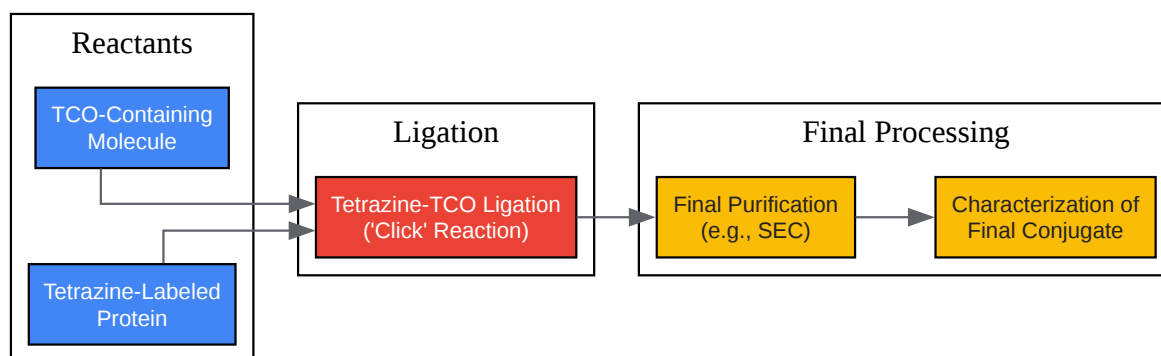 Reactants
TCO-Containing
Molecule
Tetrazine-Labeled
Protein
Ligation
Tetrazine-TCO Ligation
('Click' Reaction)
Final Processing
Final Purification
(e.g., SEC)
Characterization of
Final Conjugate